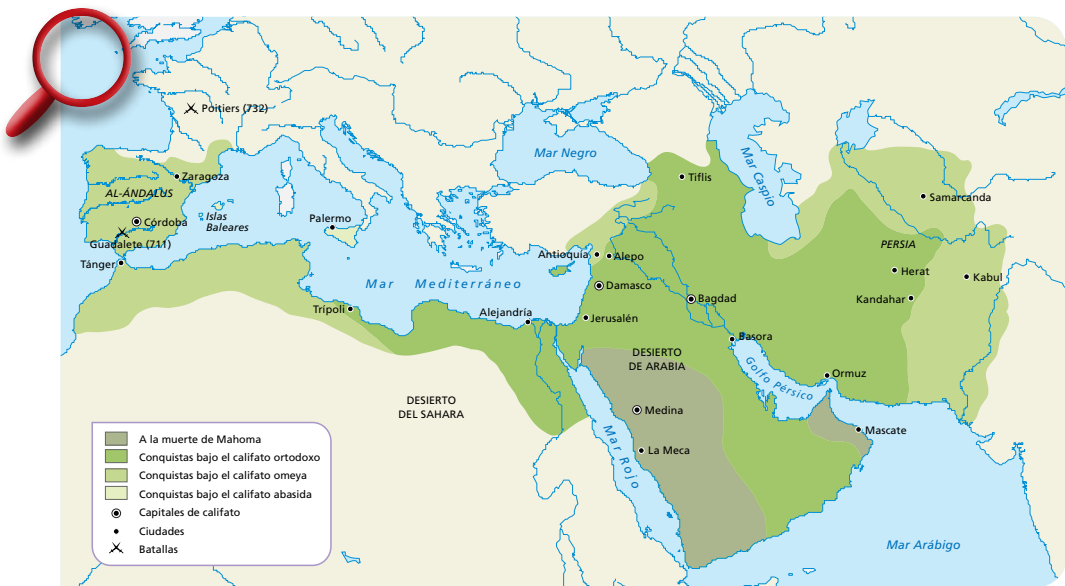 Poitiers (732)
Mar Negro
Mar Caspio
Tiflis
Zaragoza
AL-ÁNDALUS
Samarcanda
Islas
Baleares
Palermo
Córdoba
Guadalete (711)
PERSIA
Antioquía
Alepo
Tánger
Herat
Kabul
Mar Mediterráneo
Damasco
Bagdad
Kandahar
Trípoli
Alejandría
Jerusalén
Basora
DESIERTO
DE ARABIA
Golfo Pérsico
Ormuz
DESIERTO
DEL SAHARA
Medina
Mascate
La Meca
Mar Rojo
Mar Arábigo
A la muerte de Mahoma
Conquistas bajo el califato ortodoxo
Conquistas bajo el califato omeya
Conquistas bajo el califato abasida
Capitales de califato
Ciudades
Batallas